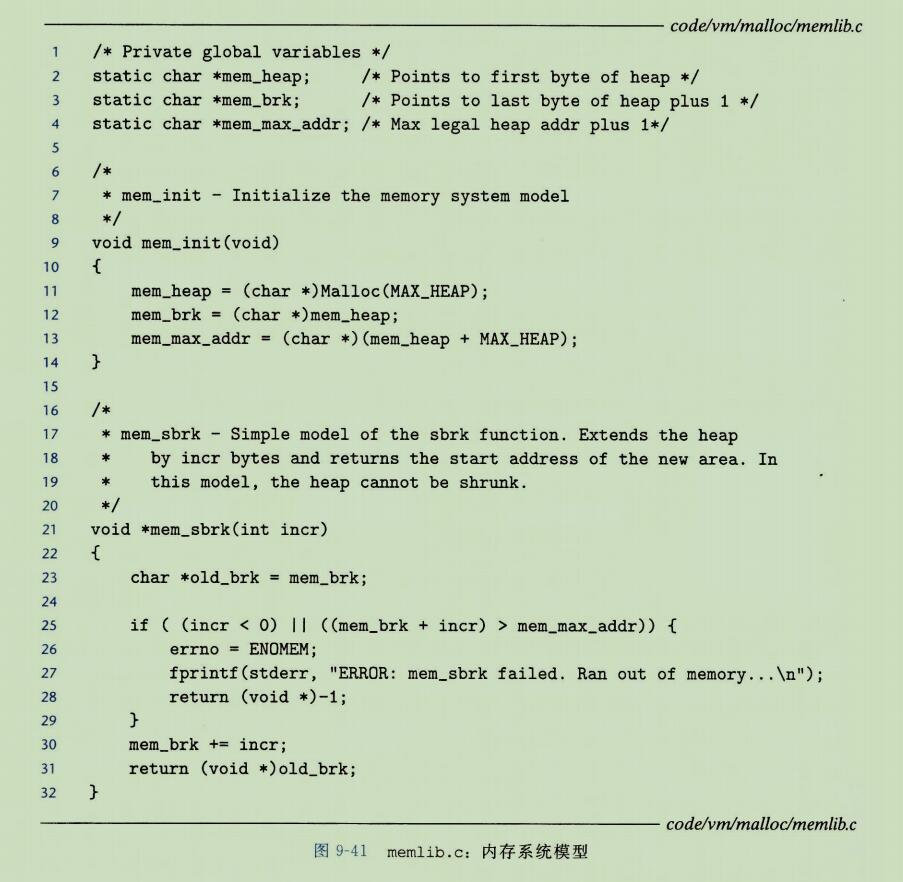 code/vm/malloc/memlib.c
1 /* Private global variables */
2 static char *mem_heap; /* Points to first byte of heap */
3 static char *mem_brk; /* Points to last byte of heap plus 1 */
4 static char *mem_max_addr; /* Max legal heap addr plus 1*/
5
6 /*
7 * mem_init - Initialize the memory system model
8 */
9 void mem_init(void)
10 {
11 mem_heap = (char *)Malloc(MAX_HEAP);
12 mem_brk = (char *)mem_heap;
13 mem_max_addr = (char *)(mem_heap + MAX_HEAP);
14 }
15
16 /*
17 * mem_sbrk - Simple model of the sbrk function. Extends the heap
18 * by incr bytes and returns the start address of the new area. In
19 * this model, the heap cannot be shrunk.
20 */
21 void *mem_sbrk(int incr)
22 {
23 char *old_brk = mem_brk;
24
25 if ( (incr < 0) || ((mem_brk + incr) > mem_max_addr)) {
26 errno = ENOMEM;
27 fprintf(stderr, "ERROR: mem_sbrk failed. Ran out of memory...\n");
28 return (void *)-1;
29 }
30 mem_brk += incr;
31 return (void *)old_brk;
32 }
code/vm/malloc/memlib.c
图 9-41 memlib.c：内存系统模型